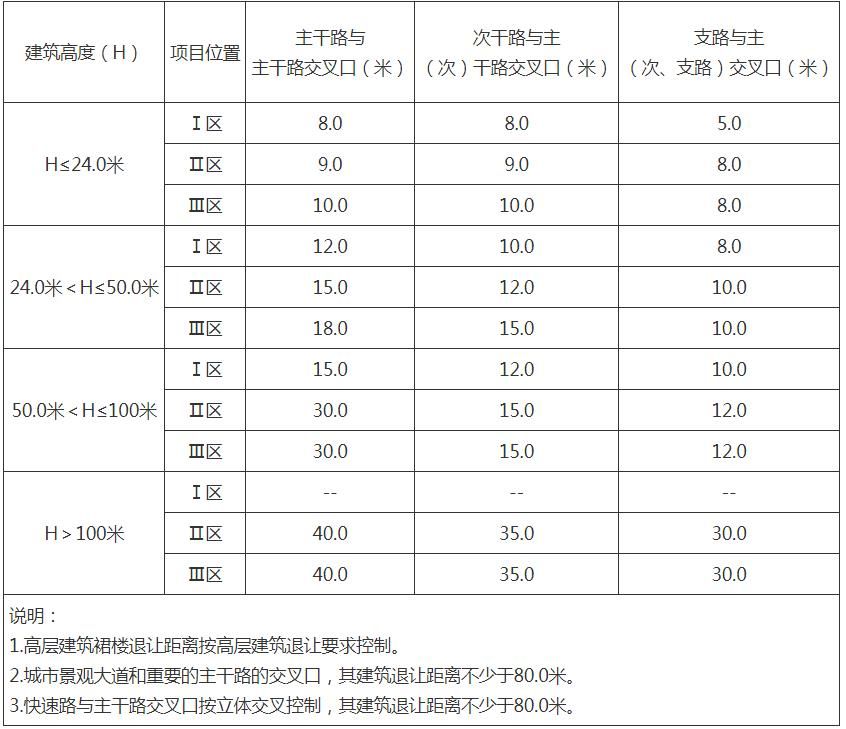 建筑高度（H） 项目位置 主干路与 次干路与主 支路与主
主干路交叉口（米） （次）干路交叉口（米） （次、支路）交叉口（米）
H≤24.0米 Ⅰ区 8.0 8.0 5.0
Ⅱ区 9.0 9.0 8.0
Ⅲ区 10.0 10.0 8.0
24.0米＜H≤50.0米 Ⅰ区 12.0 10.0 8.0
Ⅱ区 15.0 12.0 10.0
Ⅲ区 18.0 15.0 10.0
50.0米＜H≤100米 Ⅰ区 15.0 12.0 10.0
Ⅱ区 30.0 15.0 12.0
Ⅲ区 30.0 15.0 12.0
H＞100米 Ⅰ区 -- -- --
Ⅱ区 40.0 35.0 30.0
Ⅲ区 40.0 35.0 30.0
说明：
1.高层建筑裙楼退让距离按高层建筑退让要求控制。
2.城市景观大道和重要的主干路的交叉口，其建筑退让距离不少于80.0米。
3.快速路与主干路交叉口按立体交叉控制，其建筑退让距离不少于80.0米。